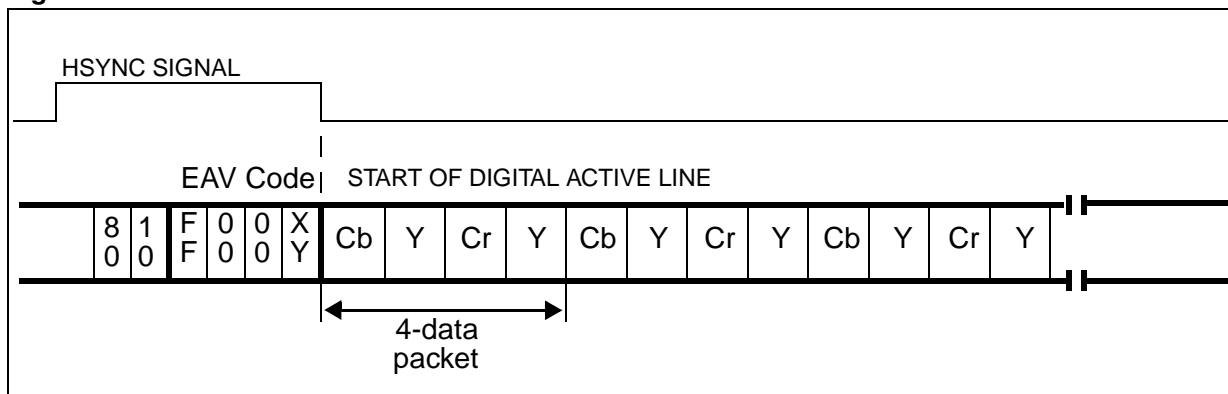 HSYNC SIGNAL
EAV Code
START OF DIGITAL ACTIVE LINE
8 1 F 0 0 X Cb Y Cr Y Cb Y Cr Y Cb Y Cr Y
0 0 F 0 0 Y
4-data
packet